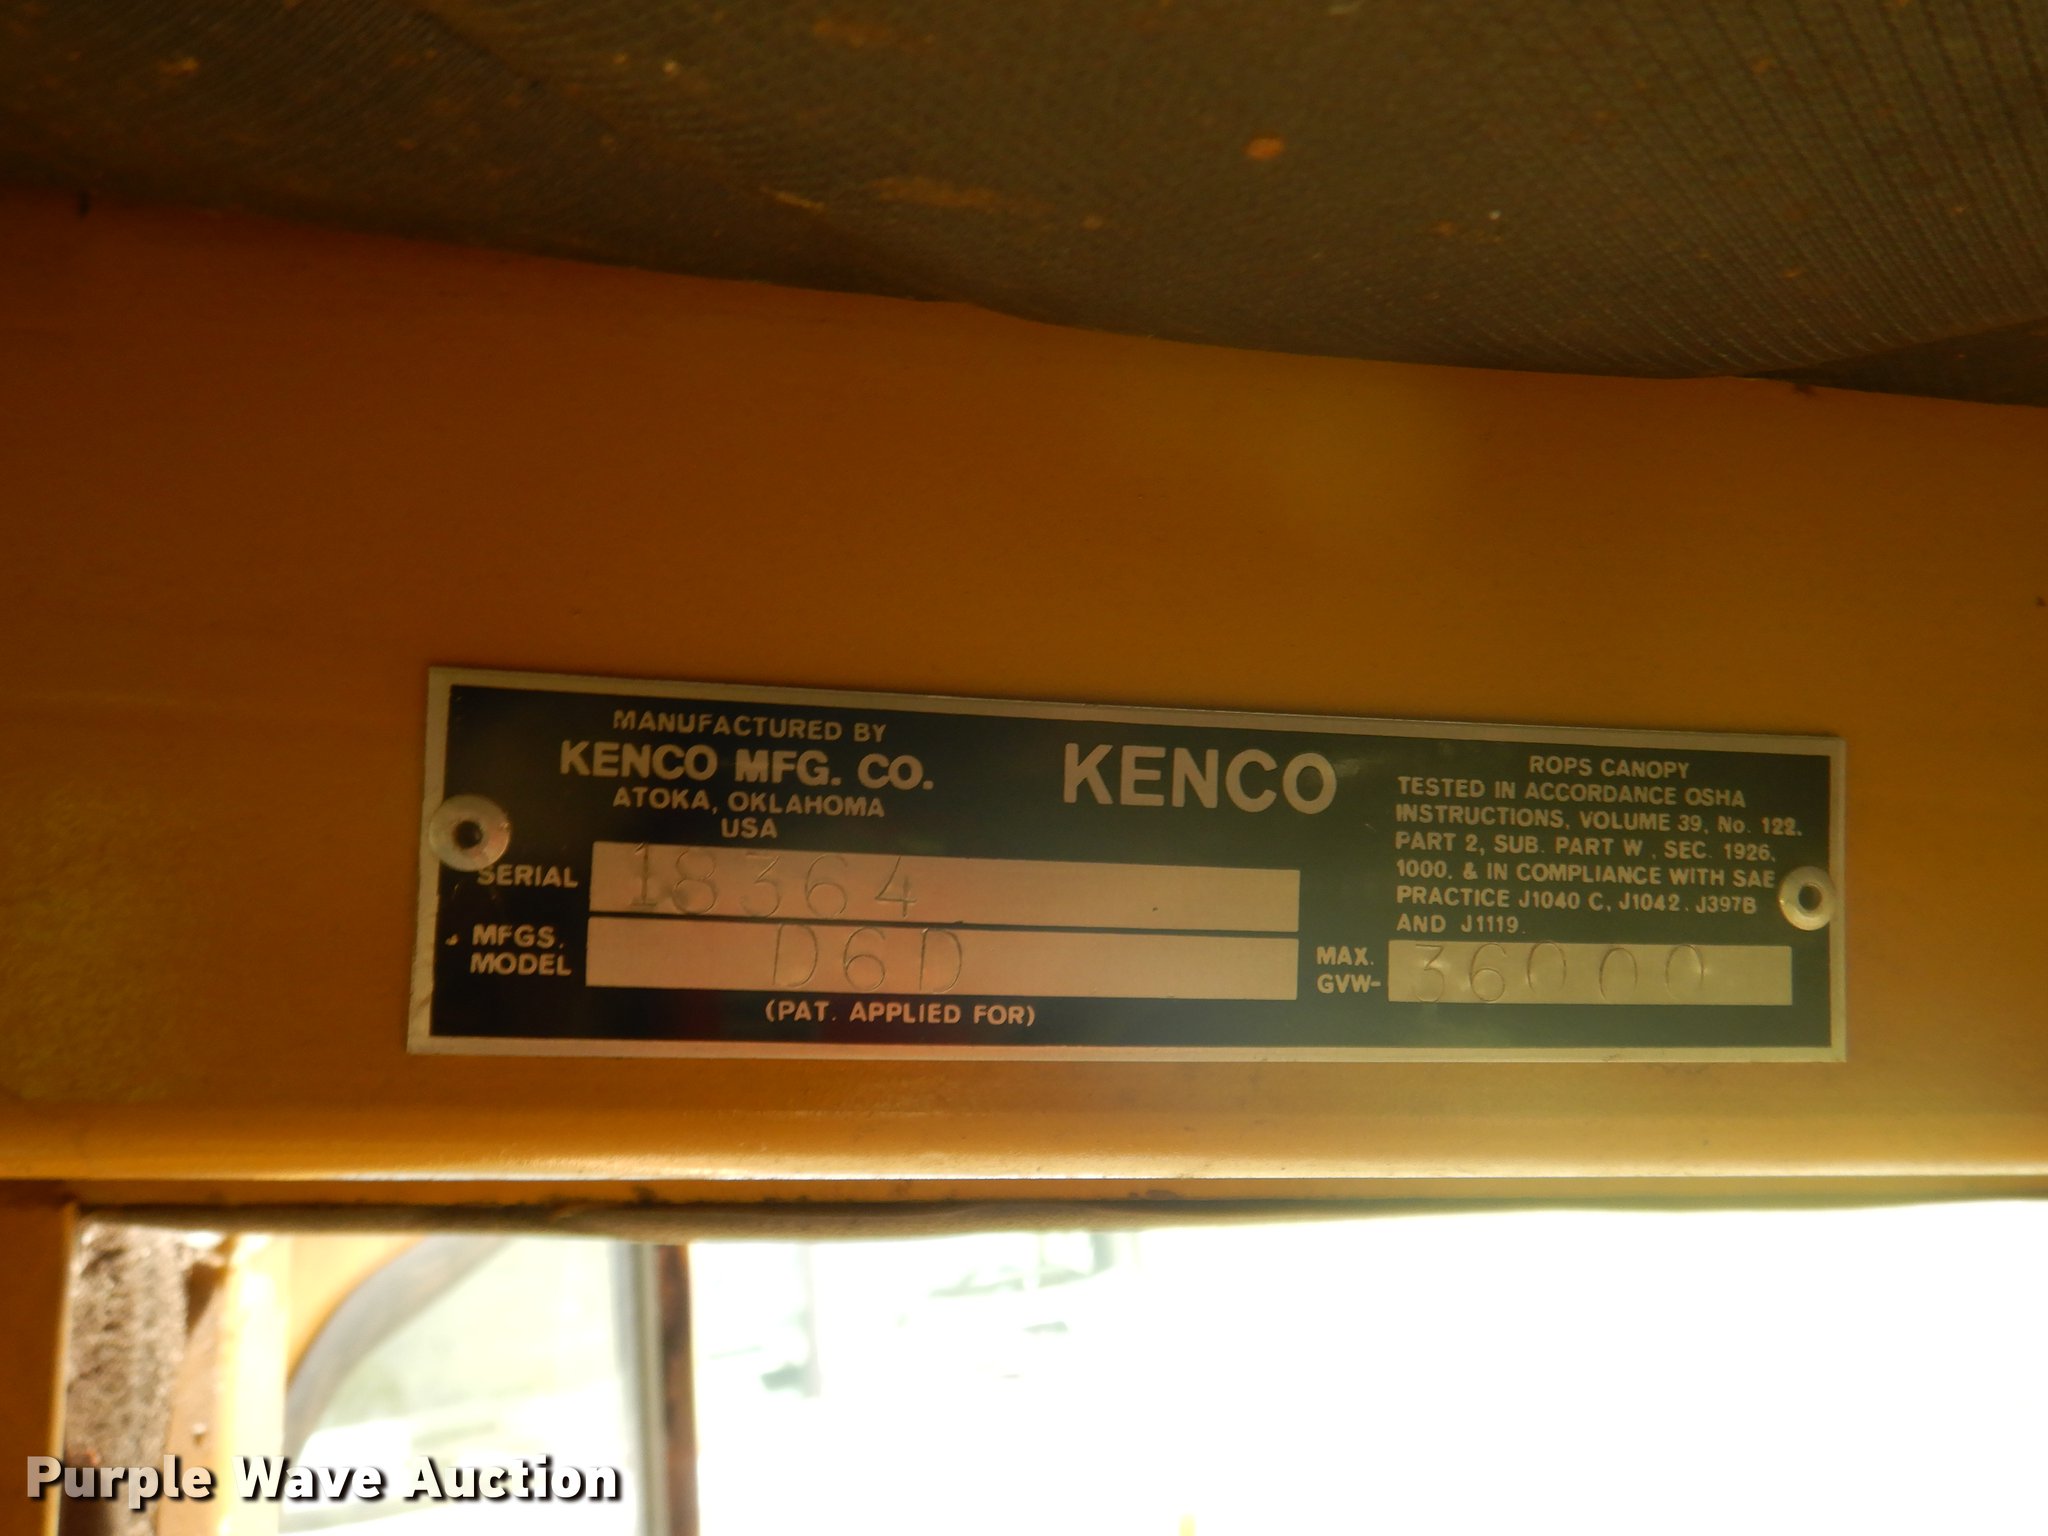 MANUFACTURED BY
KENCO MFG. CO.
ATOKA, OKLAHOMA
USA
KENCO
SERIAL 18364
MFGS. MODEL D6D
(PAT. APPLIED FOR)
ROPS CANOPY
TESTED IN ACCORDANCE OSHA
INSTRUCTIONS, VOLUME 39, No. 122,
PART 2, SUB. PART W, SEC. 1926,
1000. & IN COMPLIANCE WITH SAE
PRACTICE J1040 C, J1042, J397B
AND J1119.
MAX. GVW- 36000
Purple Wave Auction